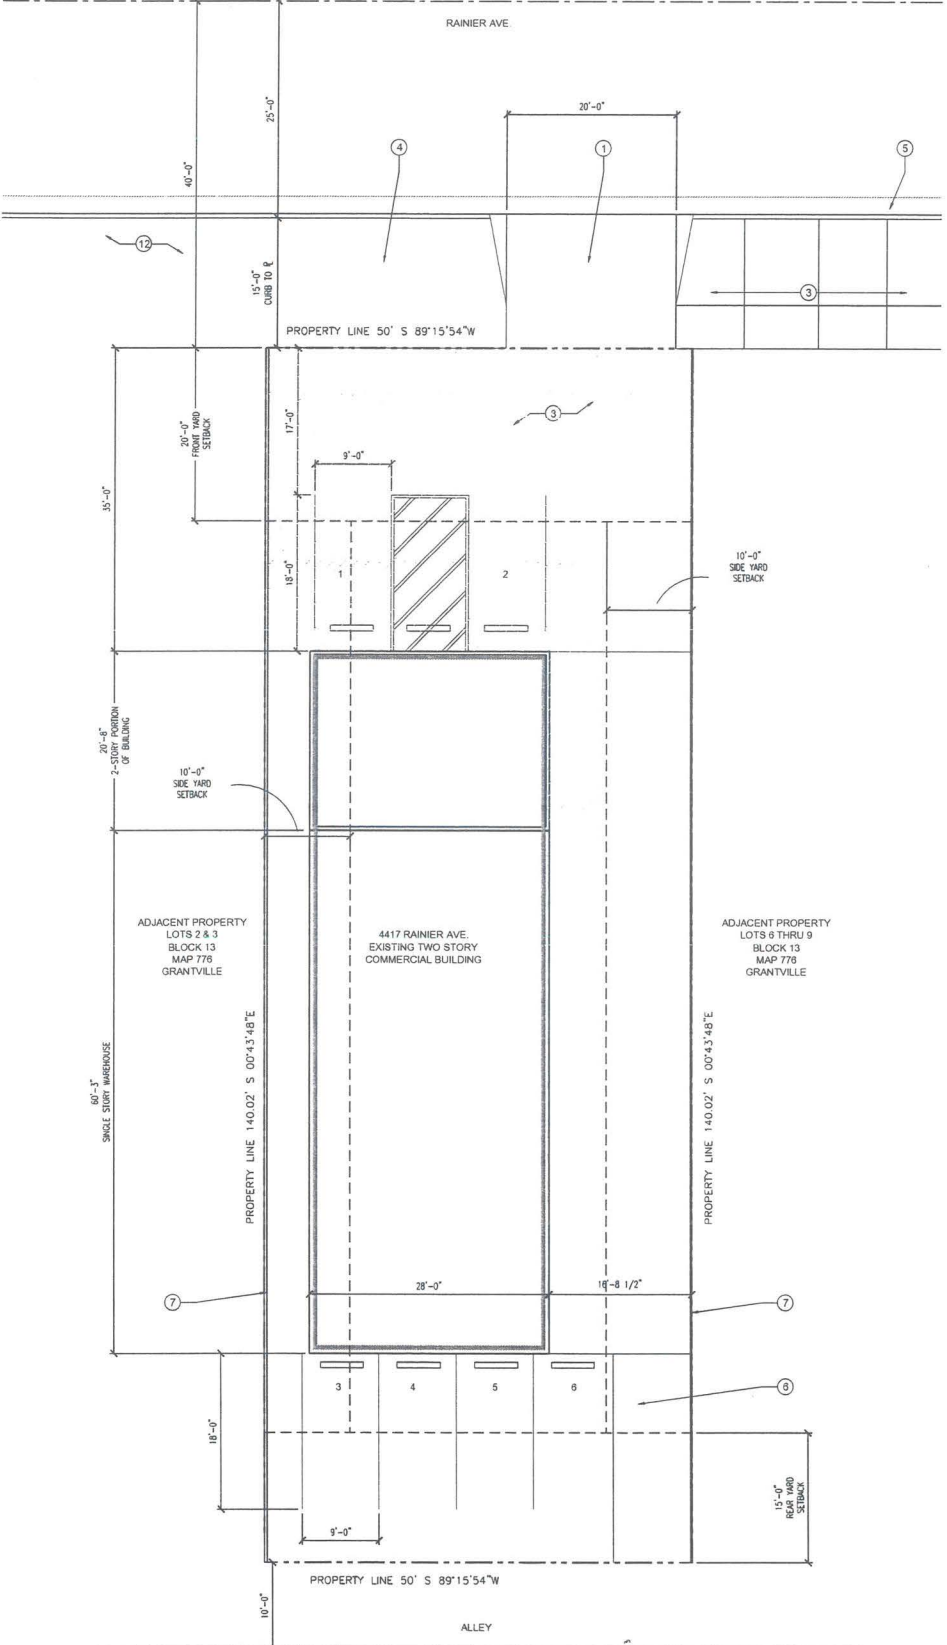 RAINIER AVE.
20'-0"
25'-0"
40'-0"
4
1
5
12
3
15'-0"
CURB TO PL
PROPERTY LINE 50' S 89°15'54"W
17'-0"
3
20'-0"
FRONT YARD
SETBACK
9'-0"
35'-0"
10'-0"
SIDE YARD
SETBACK
18'-0"
1
2
20'-8"
2-STORY PORTION
OF BUILDING
10'-0"
SIDE YARD
SETBACK
ADJACENT PROPERTY
LOTS 2 & 3
BLOCK 13
MAP 776
GRANTVILLE
4417 RAINIER AVE.
EXISTING TWO STORY
COMMERCIAL BUILDING
ADJACENT PROPERTY
LOTS 6 THRU 9
BLOCK 13
MAP 776
GRANTVILLE
PROPERTY LINE 140.02' S 00°43'48"E
PROPERTY LINE 140.02' S 00°43'48"E
60'-3"
SINGLE STORY WAREHOUSE
28'-0"
16'-8 1/2"
7
7
3
4
5
6
6
18'-0"
15'-0"
REAR YARD
SETBACK
9'-0"
PROPERTY LINE 50' S 89°15'54"W
10'-0"
ALLEY